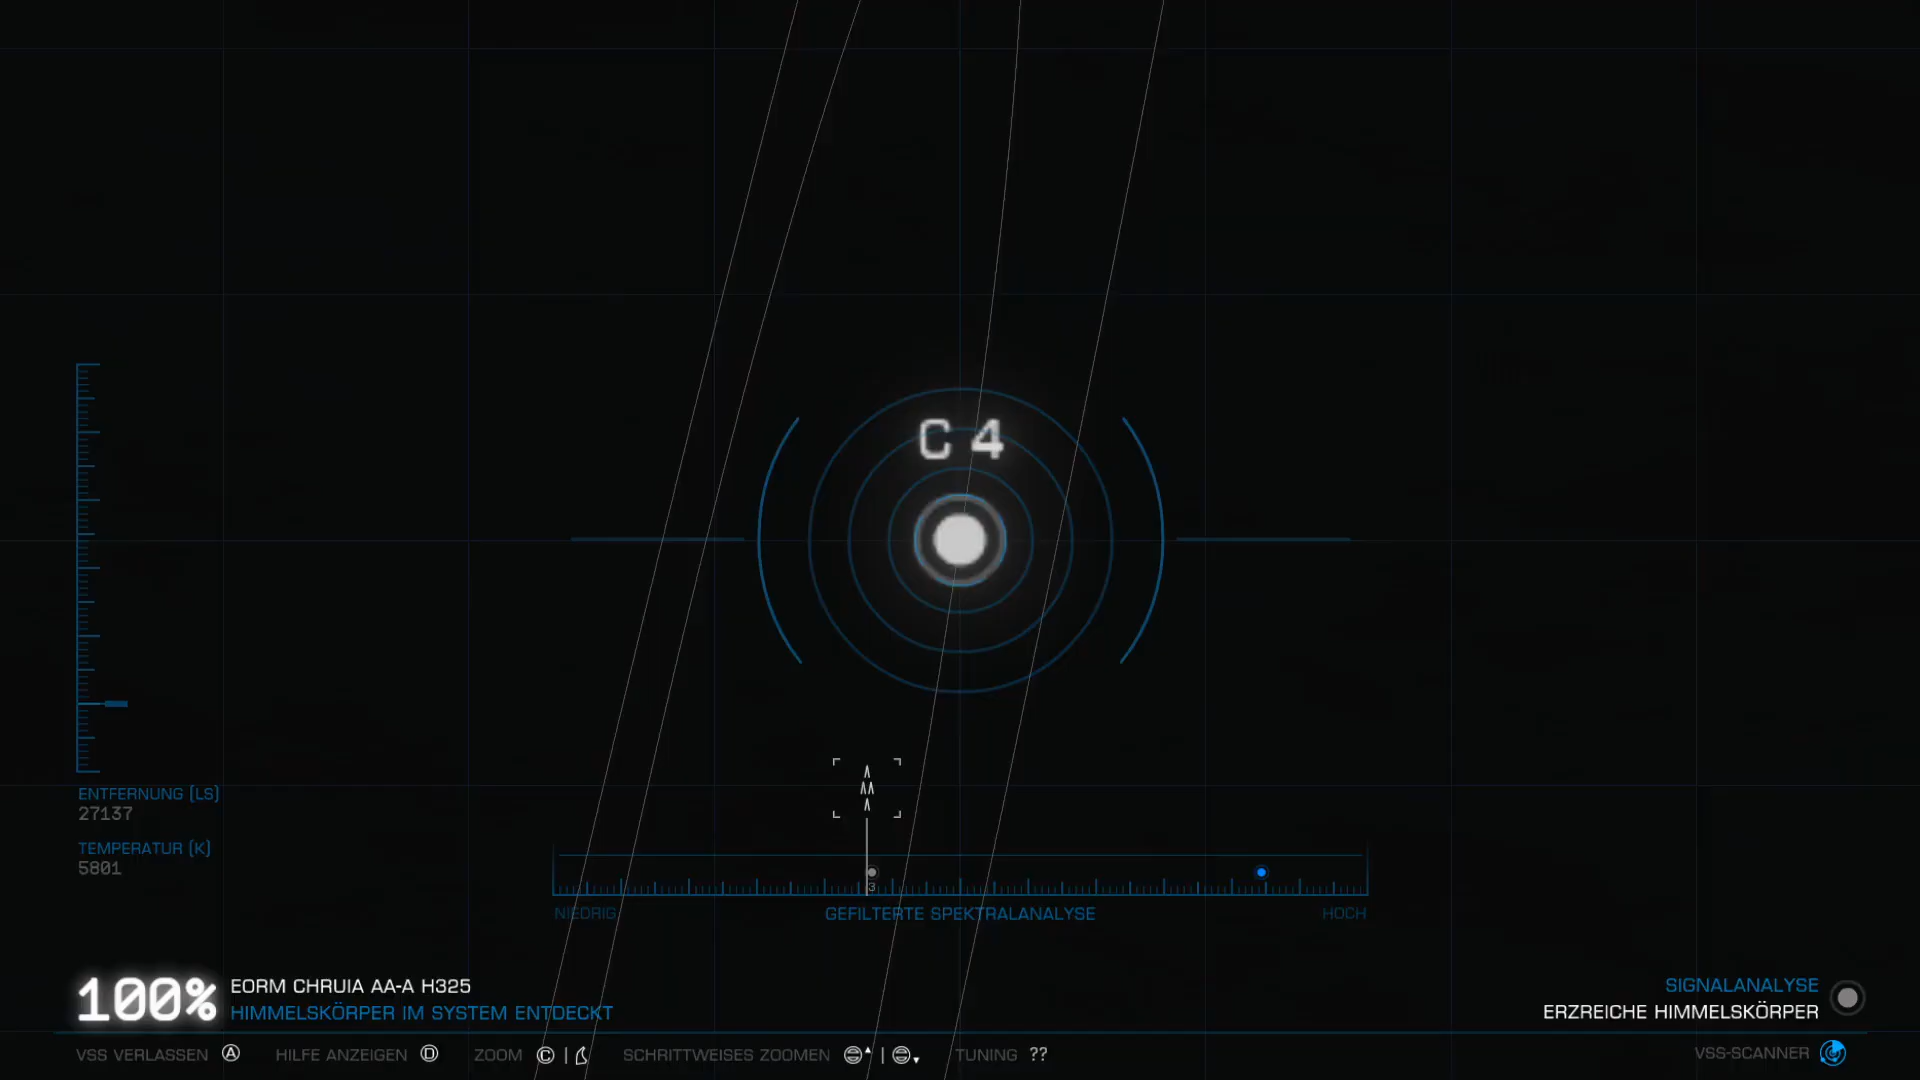 C 4
ENTFERNUNG (LS)
27137
TEMPERATUR (K)
5801
3
NIEDRIG
GEFILTERTE SPEKTRALANALYSE
HOCH
100%
EORM CHRUIA AA-A H325
HIMMELSKÖRPER IM SYSTEM ENTDECKT
SIGNALANALYSE
ERZREICHE HIMMELSKÖRPER
VSS VERLASSEN A HILFE ANZEIGEN D ZOOM C | SCHRITTWEISES ZOOMEN | TUNING ?? VSS-SCANNER